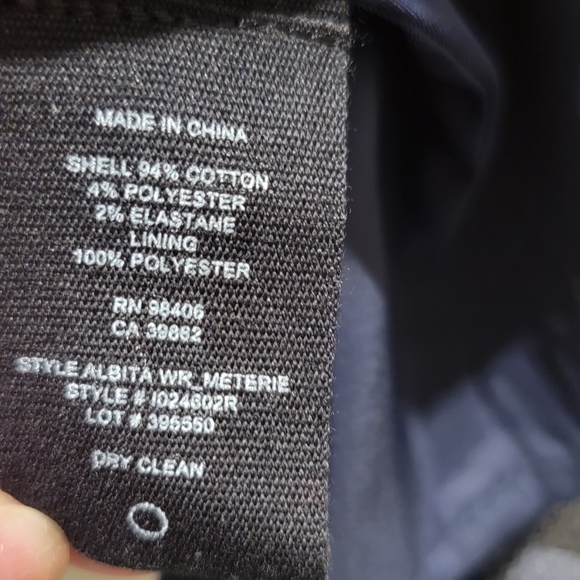 MADE IN CHINA
SHELL 94% COTTON
4% POLYESTER
2% ELASTANE
LINING
100% POLYESTER
RN 98406
CA 39882
STYLE ALBITA WR_METERIE
STYLE # I024602R
LOT # 395550
DRY CLEAN